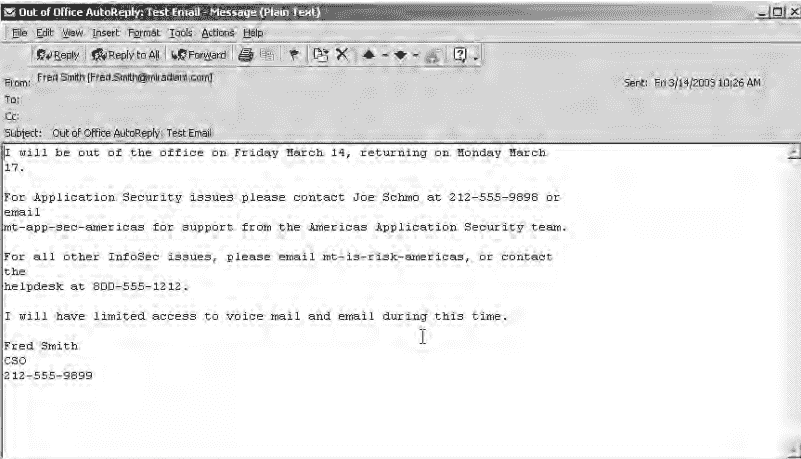 Out of Office AutoReply: Test Email - Message (Plain Text)
File Edit View Insert Format Tools Actions Help
Reply Reply to All Forward
From: Fred Smith [Fred.Smith@mkadam.com]
Sent: Fri 3/14/2003 10:26 AM
To:
Cc:
Subject: Out of Office AutoReply: Test Email
I will be out of the office on Friday March 14, returning on Monday March
17.
For Application Security issues please contact Joe Schmo at 212-555-9898 or
email
mt-app-sec-americas for support from the Americas Application Security team.
For all other InfoSec issues, please email mt-is-risk-americas, or contact
the
helpdesk at 800-555-1212.
I will have limited access to voice mail and email during this time.
Fred Smith
CSO
212-555-9899